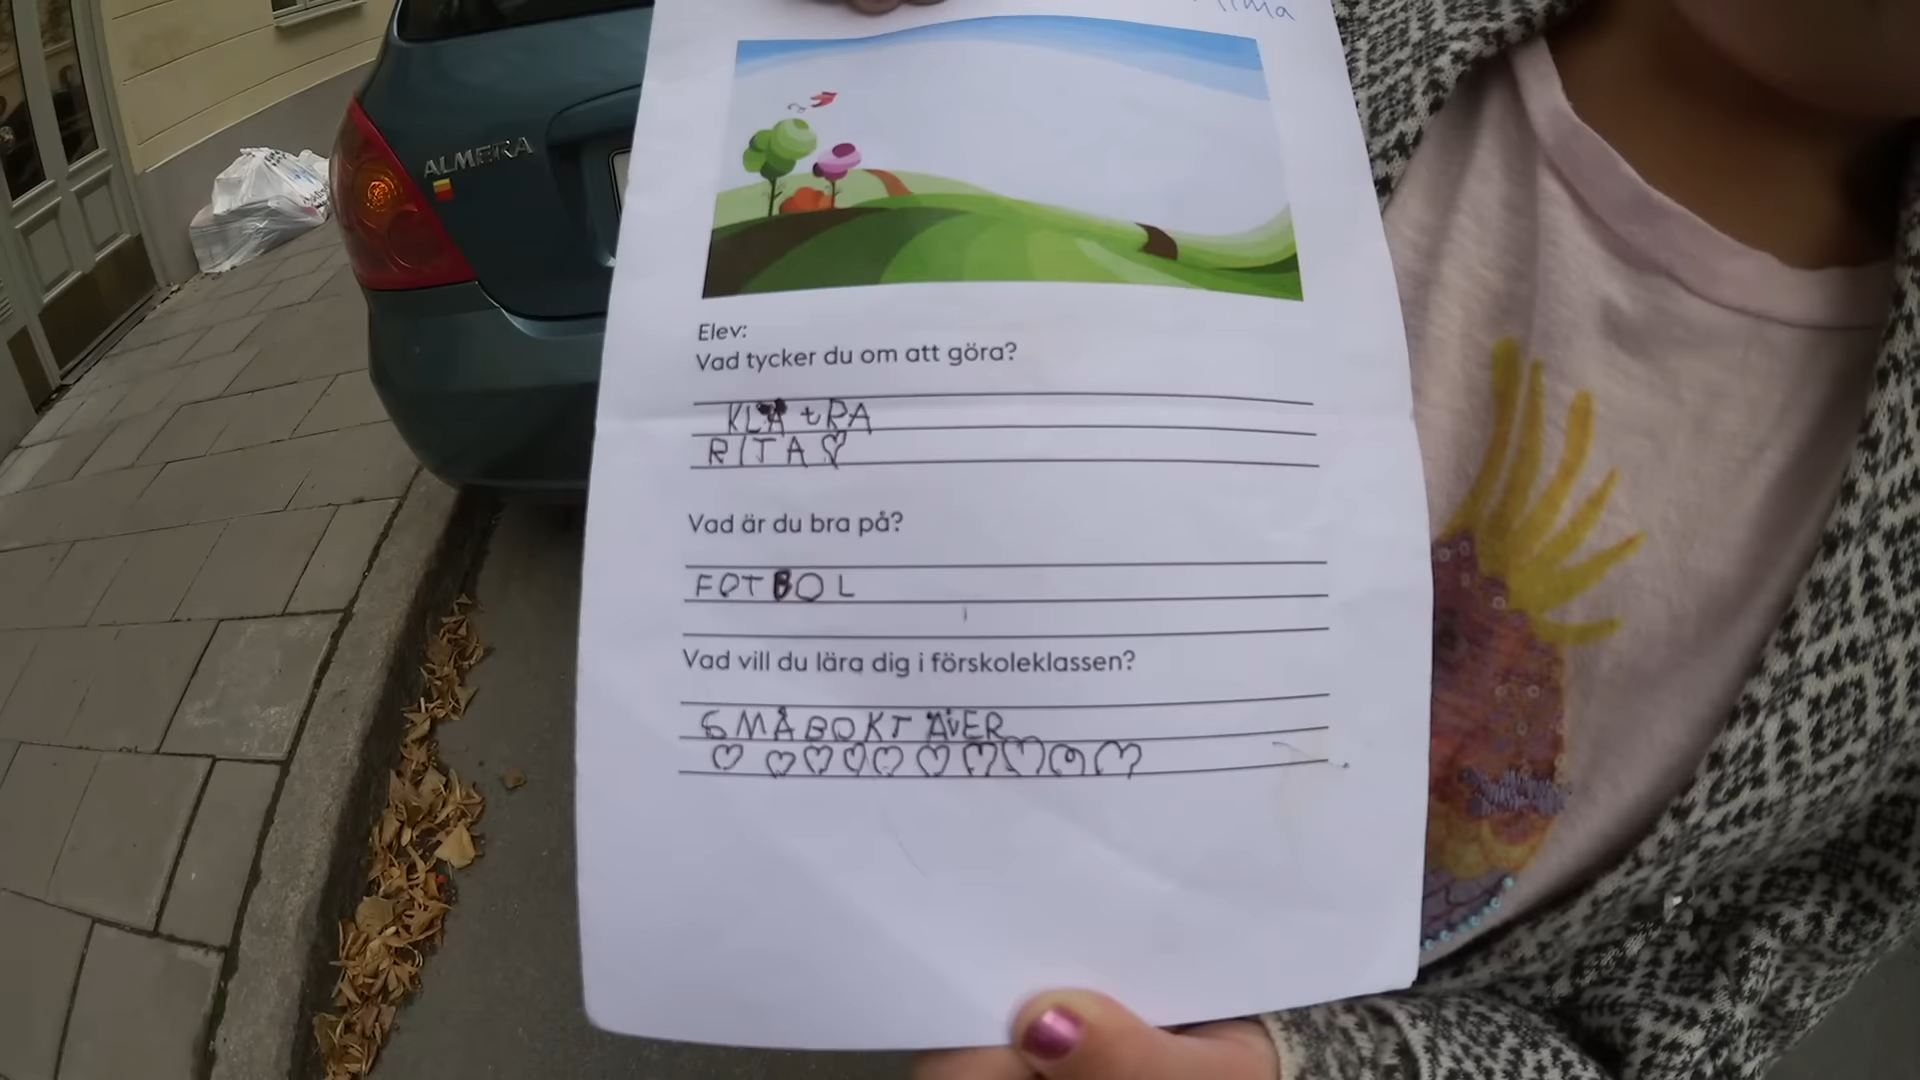 ALMERA
Elev:
Vad tycker du om att göra?
KLÄtRA
RITA
Vad är du bra på?
FOTBOL
Vad vill du lära dig i förskoleklassen?
SMÅBOKTÄVER